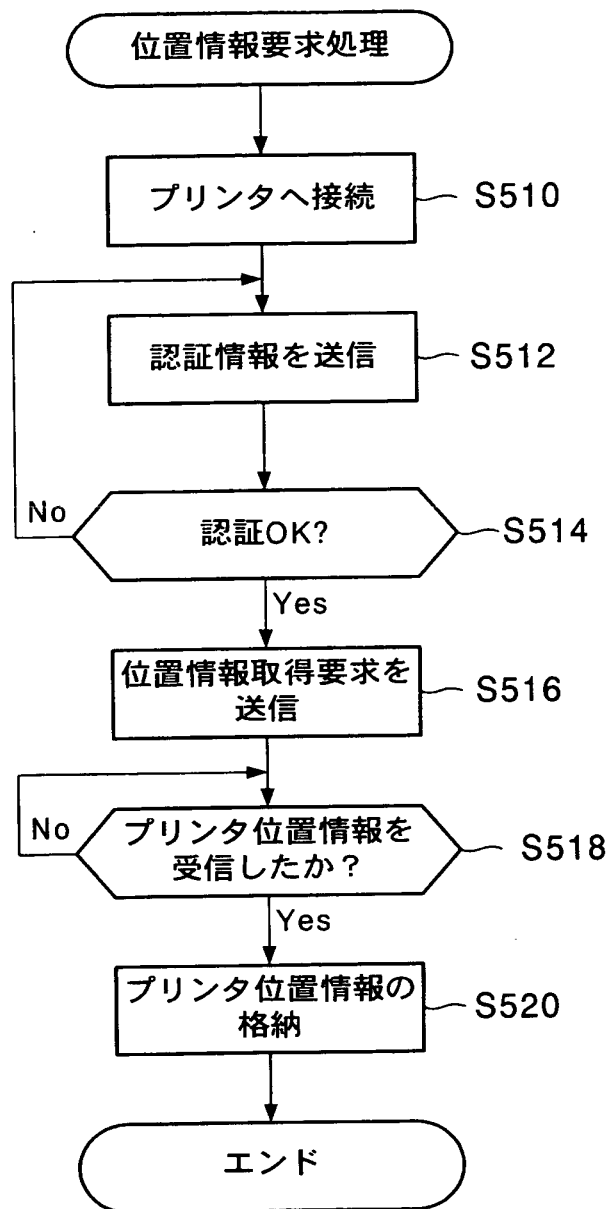 位置情報要求処理
プリンタへ接続
S510
認証情報を送信
S512
認証OK?
S514
No
Yes
位置情報取得要求を
送信
S516
プリンタ位置情報を
受信したか？
S518
No
Yes
プリンタ位置情報の
格納
S520
エンド